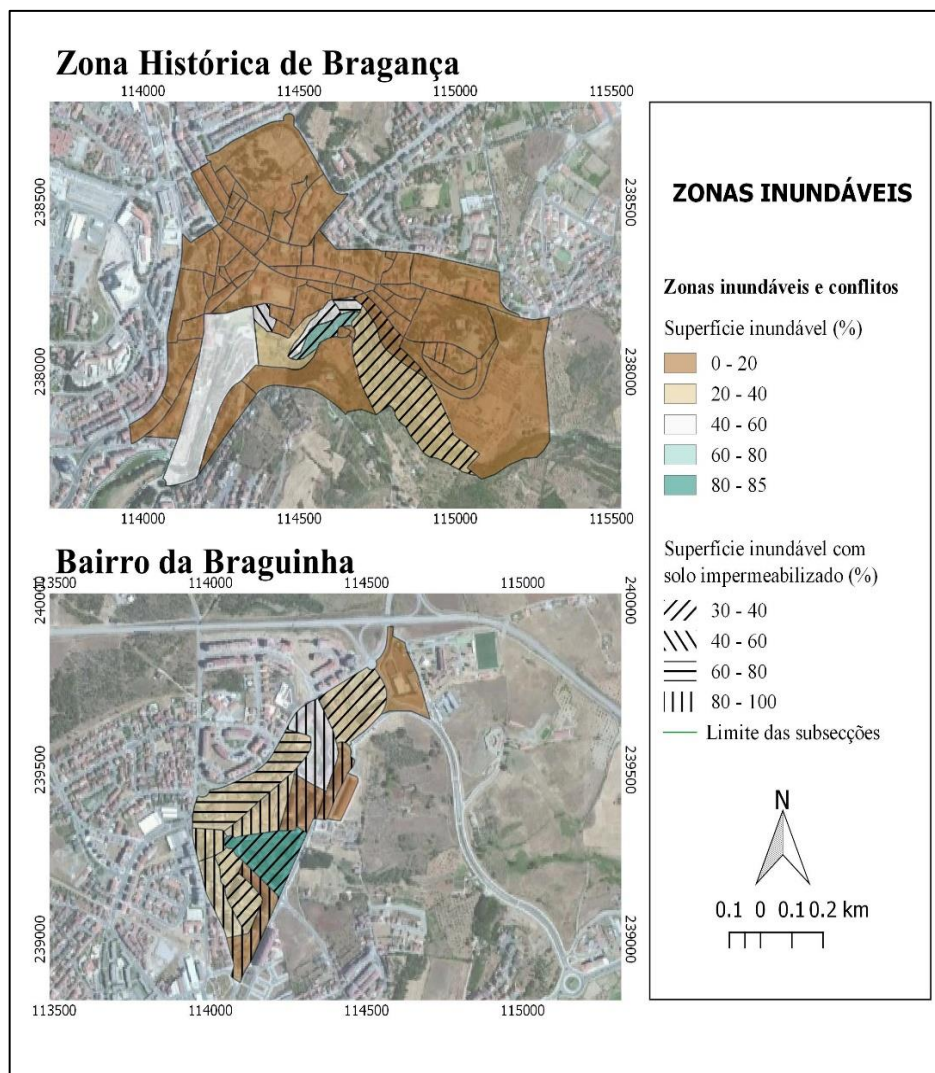 Zona Histórica de Bragança
114000 114500 115000 115500
238500 238500
238000 238000
114000 114500 115000 115500
Bairro da Braguinha
113500 114000 114500 115000
240000 240000
239500 239500
239000 239000
113500 114000 114500 115000
ZONAS INUNDÁVEIS
Zonas inundáveis e conflitos
Superfície inundável (%)
0 - 20
20 - 40
40 - 60
60 - 80
80 - 85
Superfície inundável com
solo impermeabilizado (%)
30 - 40
40 - 60
60 - 80
80 - 100
Limite das subsecções
N
0.1 0 0.1 0.2 km